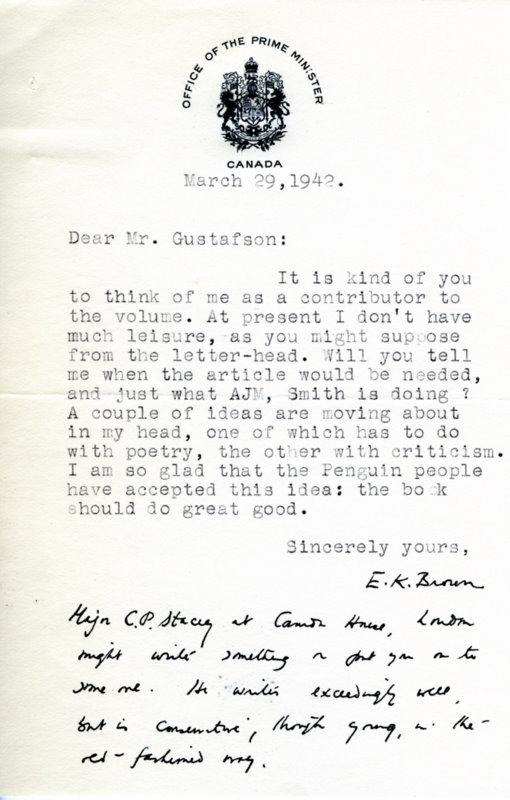 OFFICE OF THE PRIME MINISTER
CANADA
March 29,1942.
Dear Mr. Gustafson:
It is kind of you
to think of me as a contributor to
the volume. At present I don't have
much leisure, as you might suppose
from the letter-head. Will you tell
me when the article would be needed,
and just what AJM, Smith is doing ?
A couple of ideas are moving about
in my head, one of which has to do
with poetry, the other with criticism.
I am so glad that the Penguin people
have accepted this idea: the book
should do great good.
Sincerely yours,
E.K. Brown
Major C.P. Stacey at Canada House, London
might write something or put you on to
some one. He writes exceedingly well,
but is conservative, though young, in the
old-fashioned way.